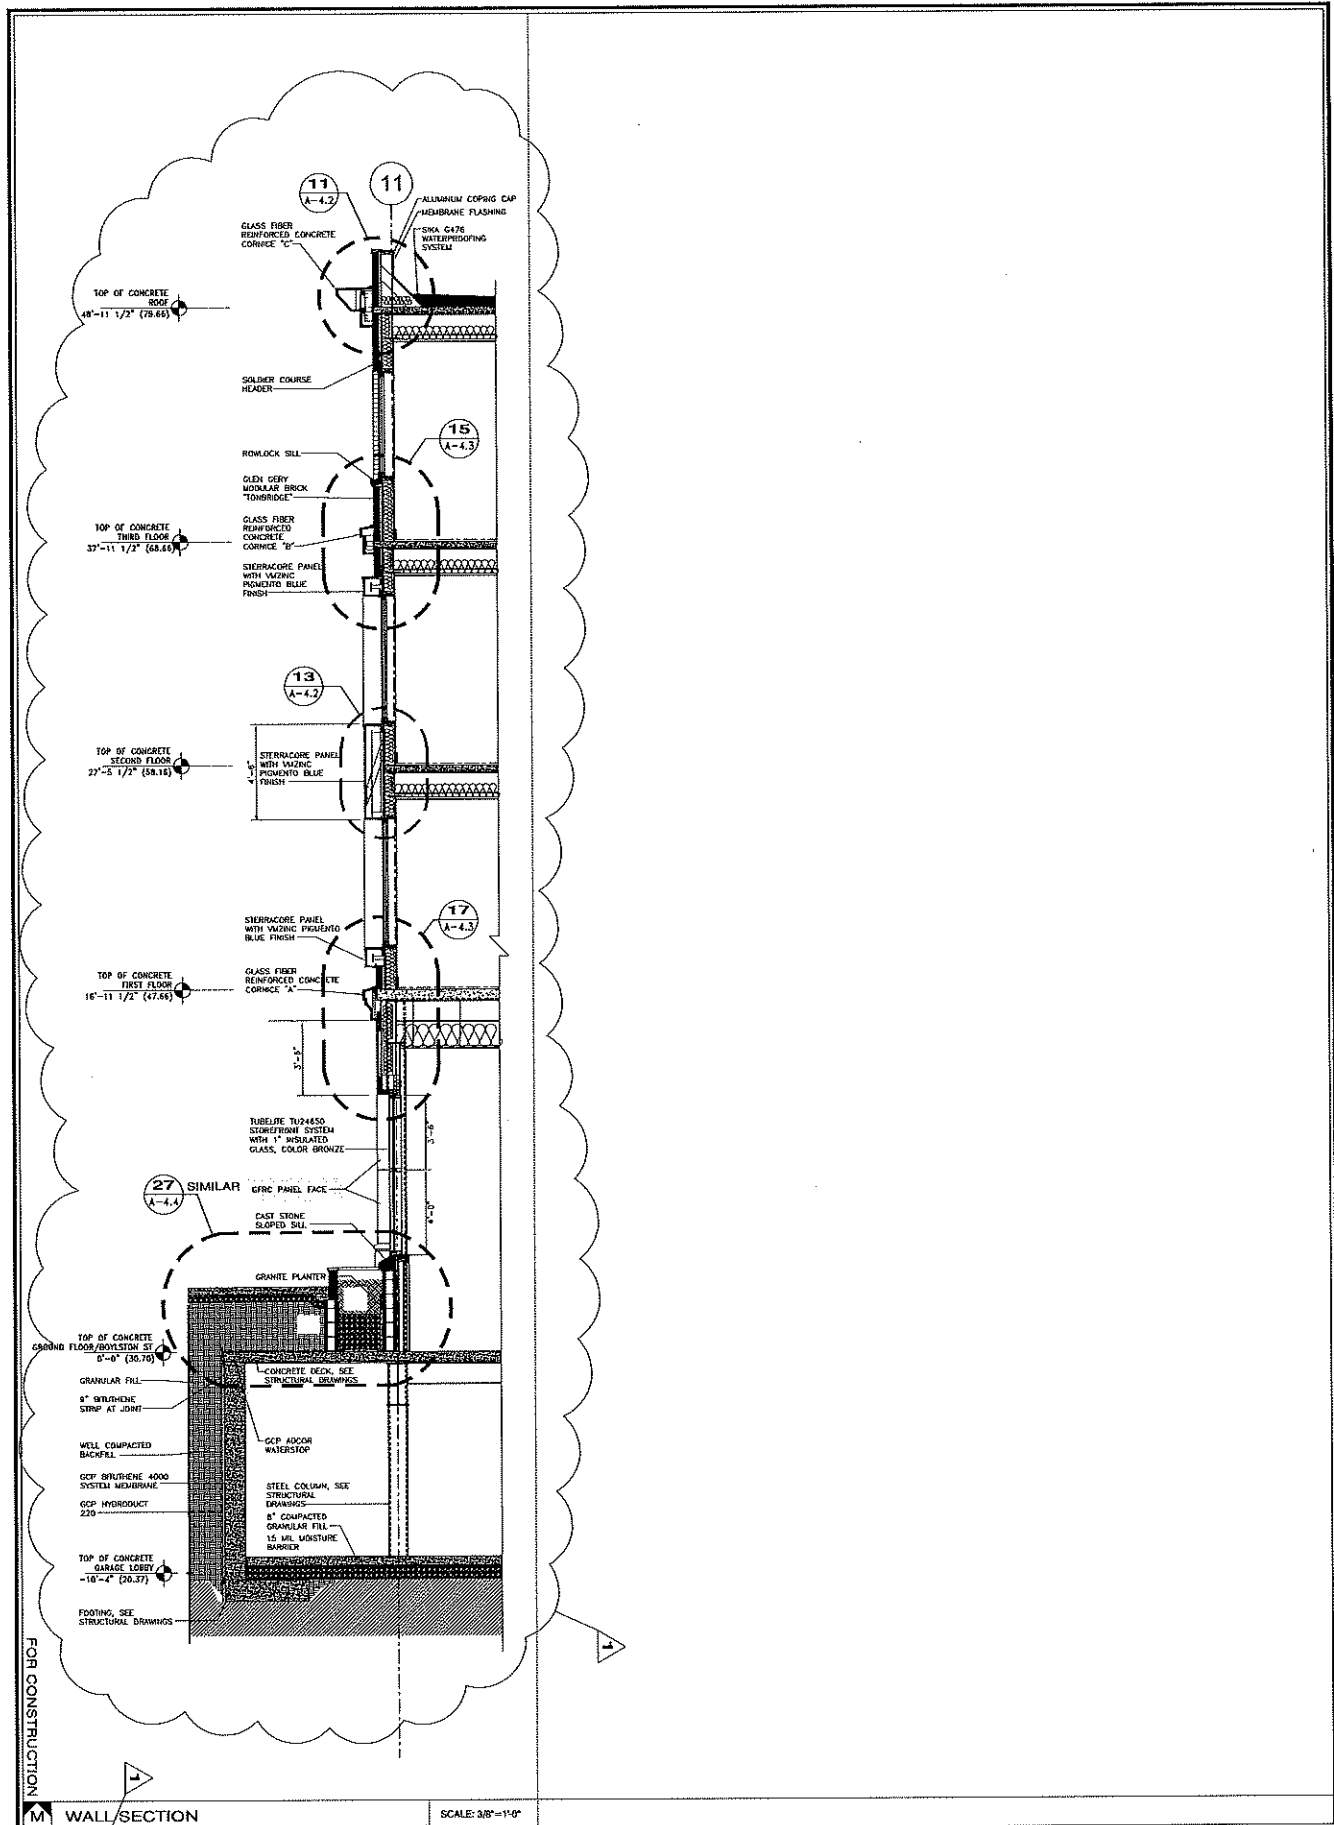 11
A-4.2
11
ALUMINUM COPING CAP
MEMBRANE FLASHING
SIKA G476
WATERPROOFING
SYSTEM
GLASS FIBER
REINFORCED CONCRETE
CORNICE "C"
TOP OF CONCRETE
ROOF
48'-11 1/2" (79.66)
SOLDIER COURSE
HEADER
15
A-4.3
ROWLOCK SILL
GLEN GERY
MODULAR BRICK
"TONBRIDGE"
GLASS FIBER
REINFORCED
CONCRETE
CORNICE "B"
TOP OF CONCRETE
THIRD FLOOR
37'-11 1/2" (68.66)
STERRACORE PANEL
WITH VMZINC
PIGMENTO BLUE
FINISH
13
A-4.2
TOP OF CONCRETE
SECOND FLOOR
27'-5 1/2" (58.16)
4'-6"
STERRACORE PANEL
WITH VMZINC
PIGMENTO BLUE
FINISH
17
A-4.3
STERRACORE PANEL
WITH VMZINC PIGMENTO
BLUE FINISH
GLASS FIBER
REINFORCED CONCRETE
CORNICE "A"
TOP OF CONCRETE
FIRST FLOOR
16'-11 1/2" (47.66)
3'-6"
TUBELITE TU24650
STOREFRONT SYSTEM
WITH 1" INSULATED
GLASS, COLOR BRONZE
3'-6"
27
A-4.4
SIMILAR
GFRC PANEL FACE
4'-0"
CAST STONE
SLOPED SILL
GRANITE PLANTER
TOP OF CONCRETE
GROUND FLOOR/BOYLSTON ST
0'-0" (30.70)
CONCRETE DECK, SEE
STRUCTURAL DRAWINGS
GRANULAR FILL
9" BITUTHENE
STRIP AT JOINT
GCP ADCOR
WATERSTOP
WELL COMPACTED
BACKFILL
GCP BITUTHENE 4000
SYSTEM MEMBRANE
GCP HYDRODUCT
220
STEEL COLUMN, SEE
STRUCTURAL
DRAWINGS
8" COMPACTED
GRANULAR FILL
15 MIL MOISTURE
BARRIER
TOP OF CONCRETE
GARAGE LOBBY
-10'-4" (20.37)
FOOTING, SEE
STRUCTURAL DRAWINGS
1
FOR CONSTRUCTION
1
M WALL SECTION
SCALE: 3/8"=1'-0"